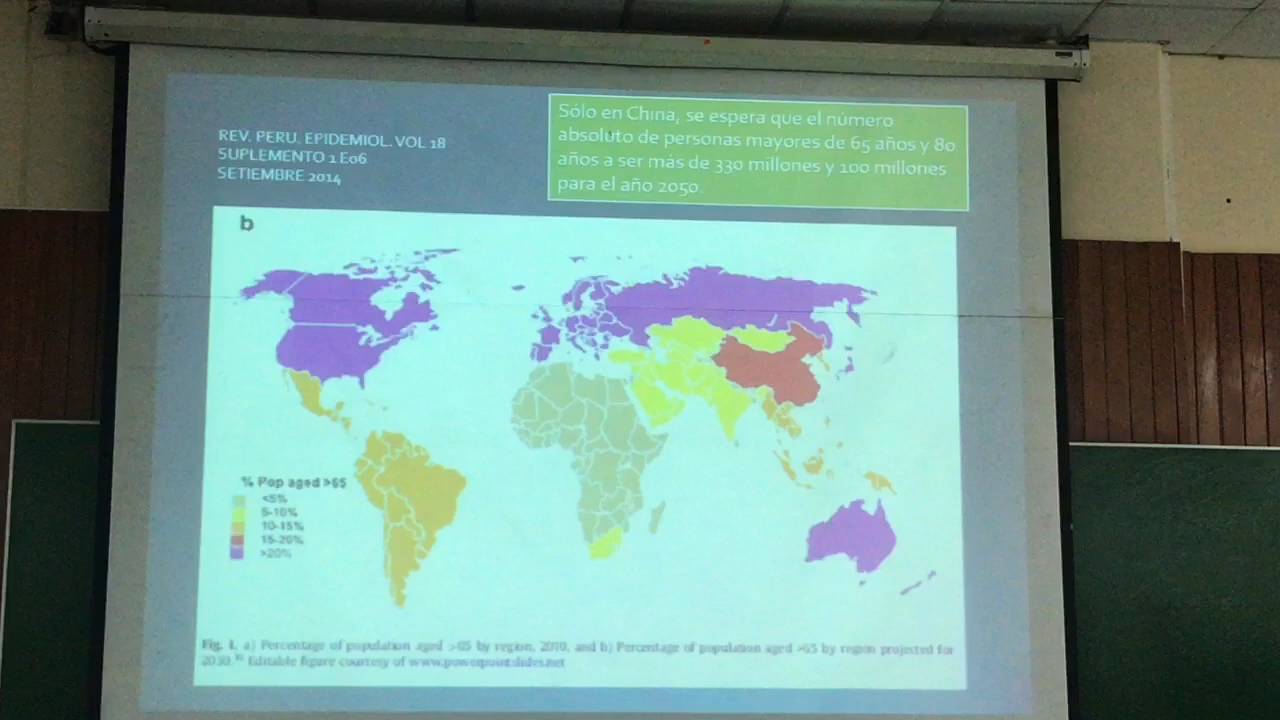 REV. PERU. EPIDEMIOL. VOL 18
SUPLEMENTO 1 E06
SETIEMBRE 2014
Sólo en China, se espera que el número
absoluto de personas mayores de 65 años y 80
años a ser más de 330 millones y 100 millones
para el año 2050.
b
% Pop aged >65
<5%
5-10%
10-15%
15-20%
>20%
Fig. 1. a) Percentage of population aged >65 by region, 2010, and b) Percentage of population aged >65 by region projected for
2030. Editable figure courtesy of www.powerpointslides.net